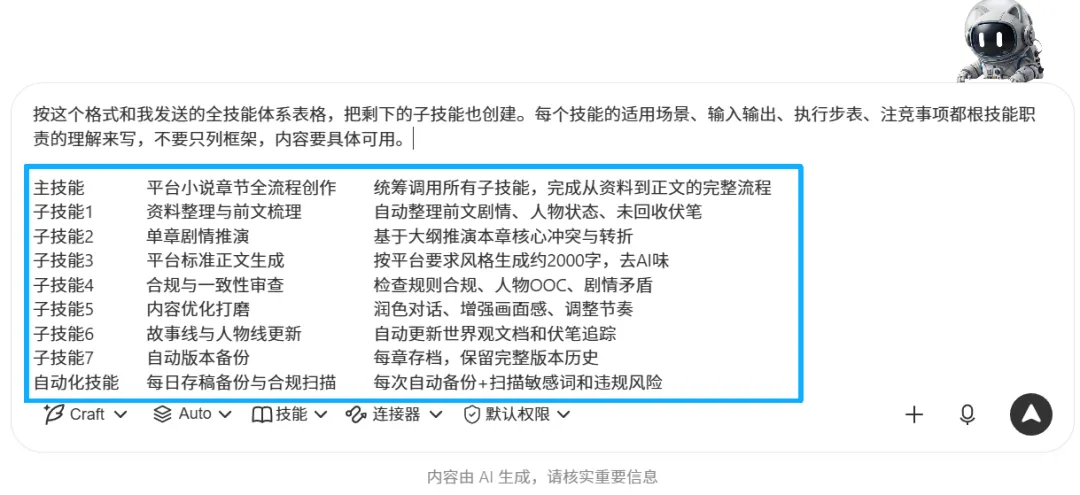 按这个格式和我发送的全技能体系表格，把剩下的子技能也创建。每个技能的适用场景、输入输出、执行步表、注竞事项都根技能职
责的理解来写，不要只列框架，内容要具体可用。
主技能 平台小说章节全流程创作 统筹调用所有子技能，完成从资料到正文的完整流程
子技能1 资料整理与前文梳理 自动整理前文剧情、人物状态、未回收伏笔
子技能2 单章剧情推演 基于大纲推演本章核心冲突与转折
子技能3 平台标准正文生成 按平台要求风格生成约2000字，去AI味
子技能4 合规与一致性审查 检查规则合规、人物OOC、剧情矛盾
子技能5 内容优化打磨 润色对话、增强画面感、调整节奏
子技能6 故事线与人物线更新 自动更新世界观文档和伏笔追踪
子技能7 自动版本备份 每章存档，保留完整版本历史
自动化技能 每日存稿备份与合规扫描 每次自动备份+扫描敏感词和违规风险
Craft Auto 技能 连接器 默认权限
内容由 AI 生成，请核实重要信息